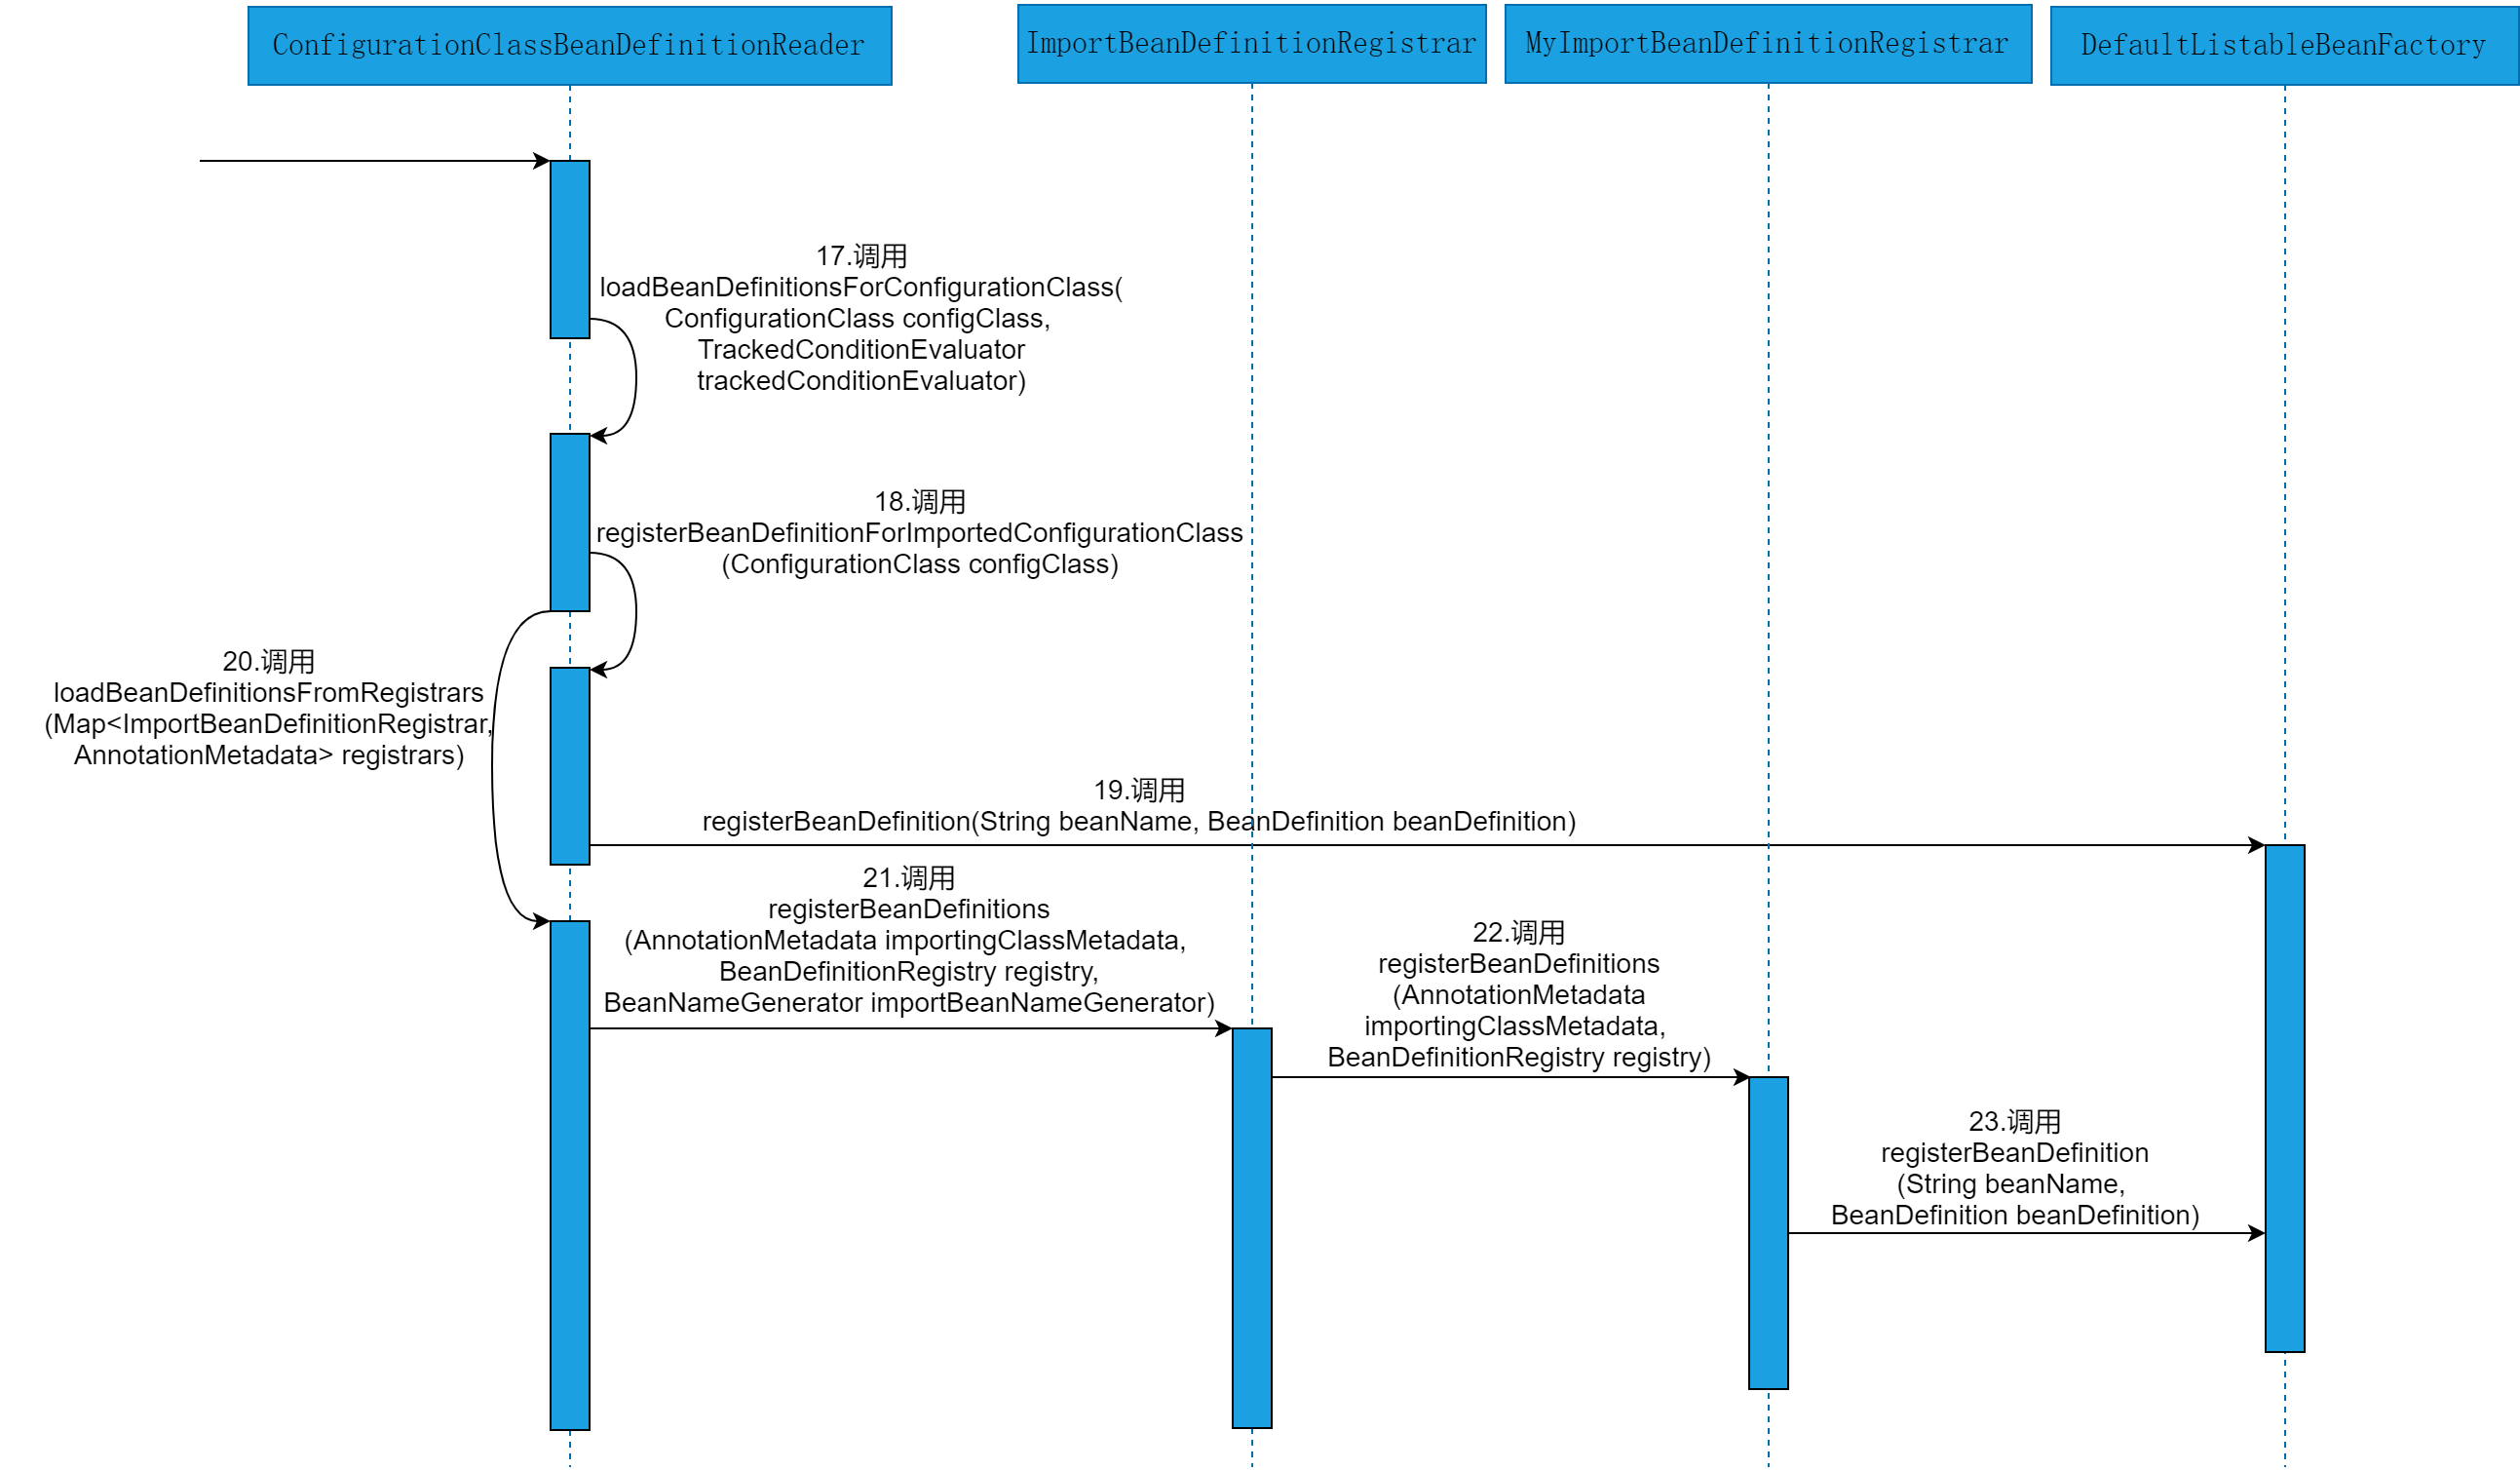 ConfigurationClassBeanDefinitionReader
ImportBeanDefinitionRegistrar
MyImportBeanDefinitionRegistrar
DefaultListableBeanFactory
17.调用
loadBeanDefinitionsForConfigurationClass(
ConfigurationClass configClass,
TrackedConditionEvaluator
trackedConditionEvaluator)
18.调用
registerBeanDefinitionForImportedConfigurationClass
(ConfigurationClass configClass)
20.调用
loadBeanDefinitionsFromRegistrars
(Map<ImportBeanDefinitionRegistrar,
AnnotationMetadata> registrars)
19.调用
registerBeanDefinition(String beanName, BeanDefinition beanDefinition)
21.调用
registerBeanDefinitions
(AnnotationMetadata importingClassMetadata,
BeanDefinitionRegistry registry,
BeanNameGenerator importBeanNameGenerator)
22.调用
registerBeanDefinitions
(AnnotationMetadata
importingClassMetadata,
BeanDefinitionRegistry registry)
23.调用
registerBeanDefinition
(String beanName,
BeanDefinition beanDefinition)